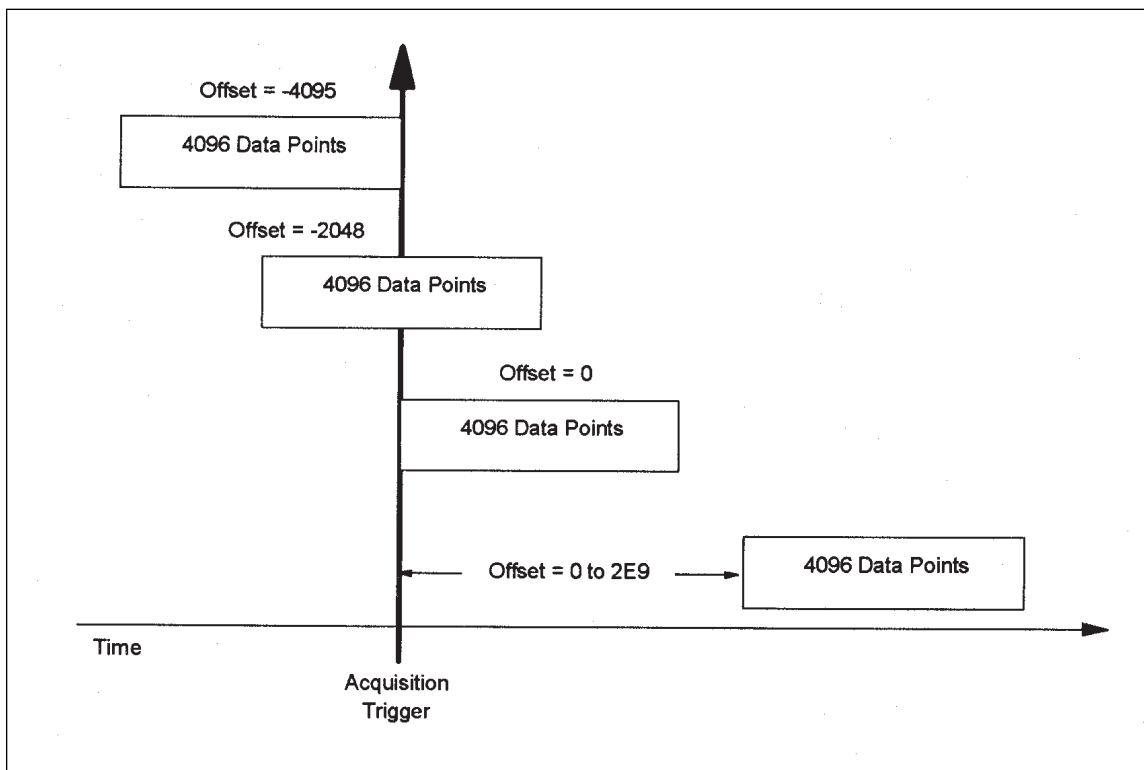 Offset = -4095
4096 Data Points
Offset = -2048
4096 Data Points
Offset = 0
4096 Data Points
Offset = 0 to 2E9
4096 Data Points
Time
Acquisition
Trigger